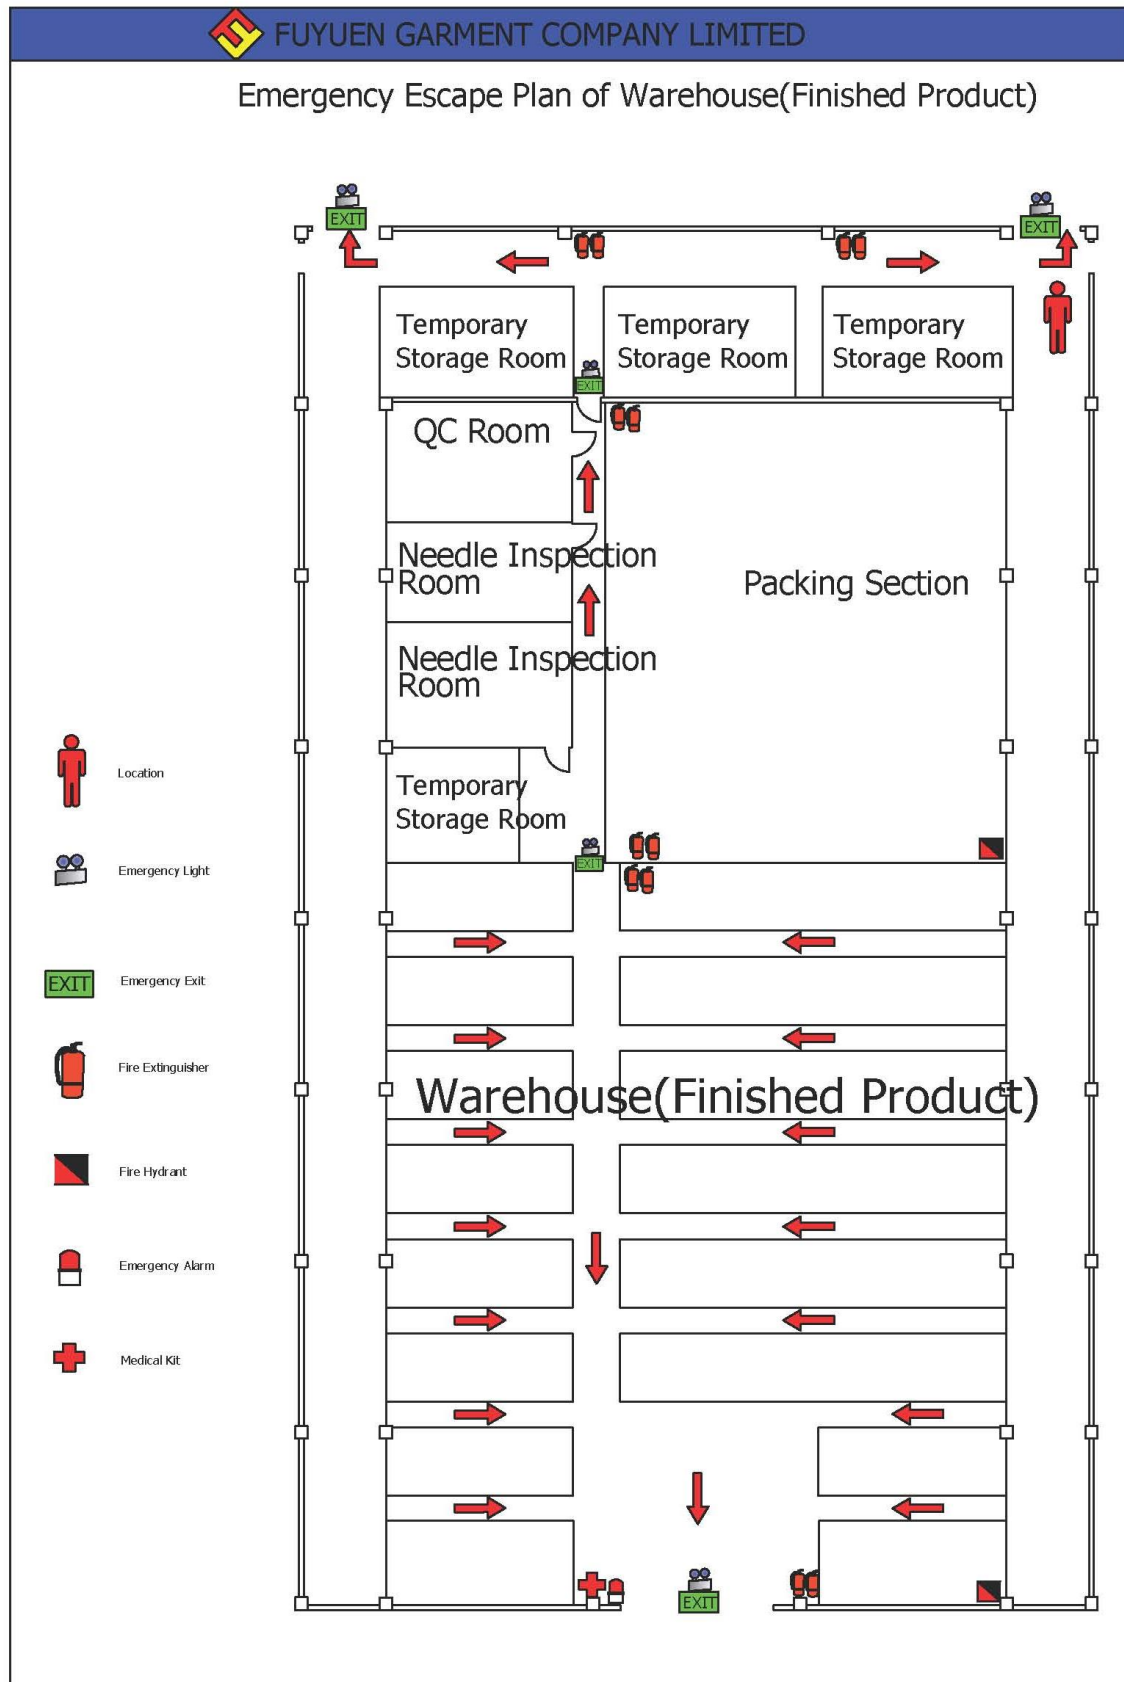 FUYUEN GARMENT COMPANY LIMITED
Emergency Escape Plan of Warehouse(Finished Product)
EXIT
EXIT
Temporary
Storage Room
Temporary
Storage Room
Temporary
Storage Room
EXIT
QC Room
Needle Inspection
Room
Packing Section
Needle Inspection
Room
Temporary
Storage Room
EXIT
Warehouse(Finished Product)
EXIT
Location
Emergency Light
EXIT
Emergency Exit
Fire Extinguisher
Fire Hydrant
Emergency Alarm
Medical Kit